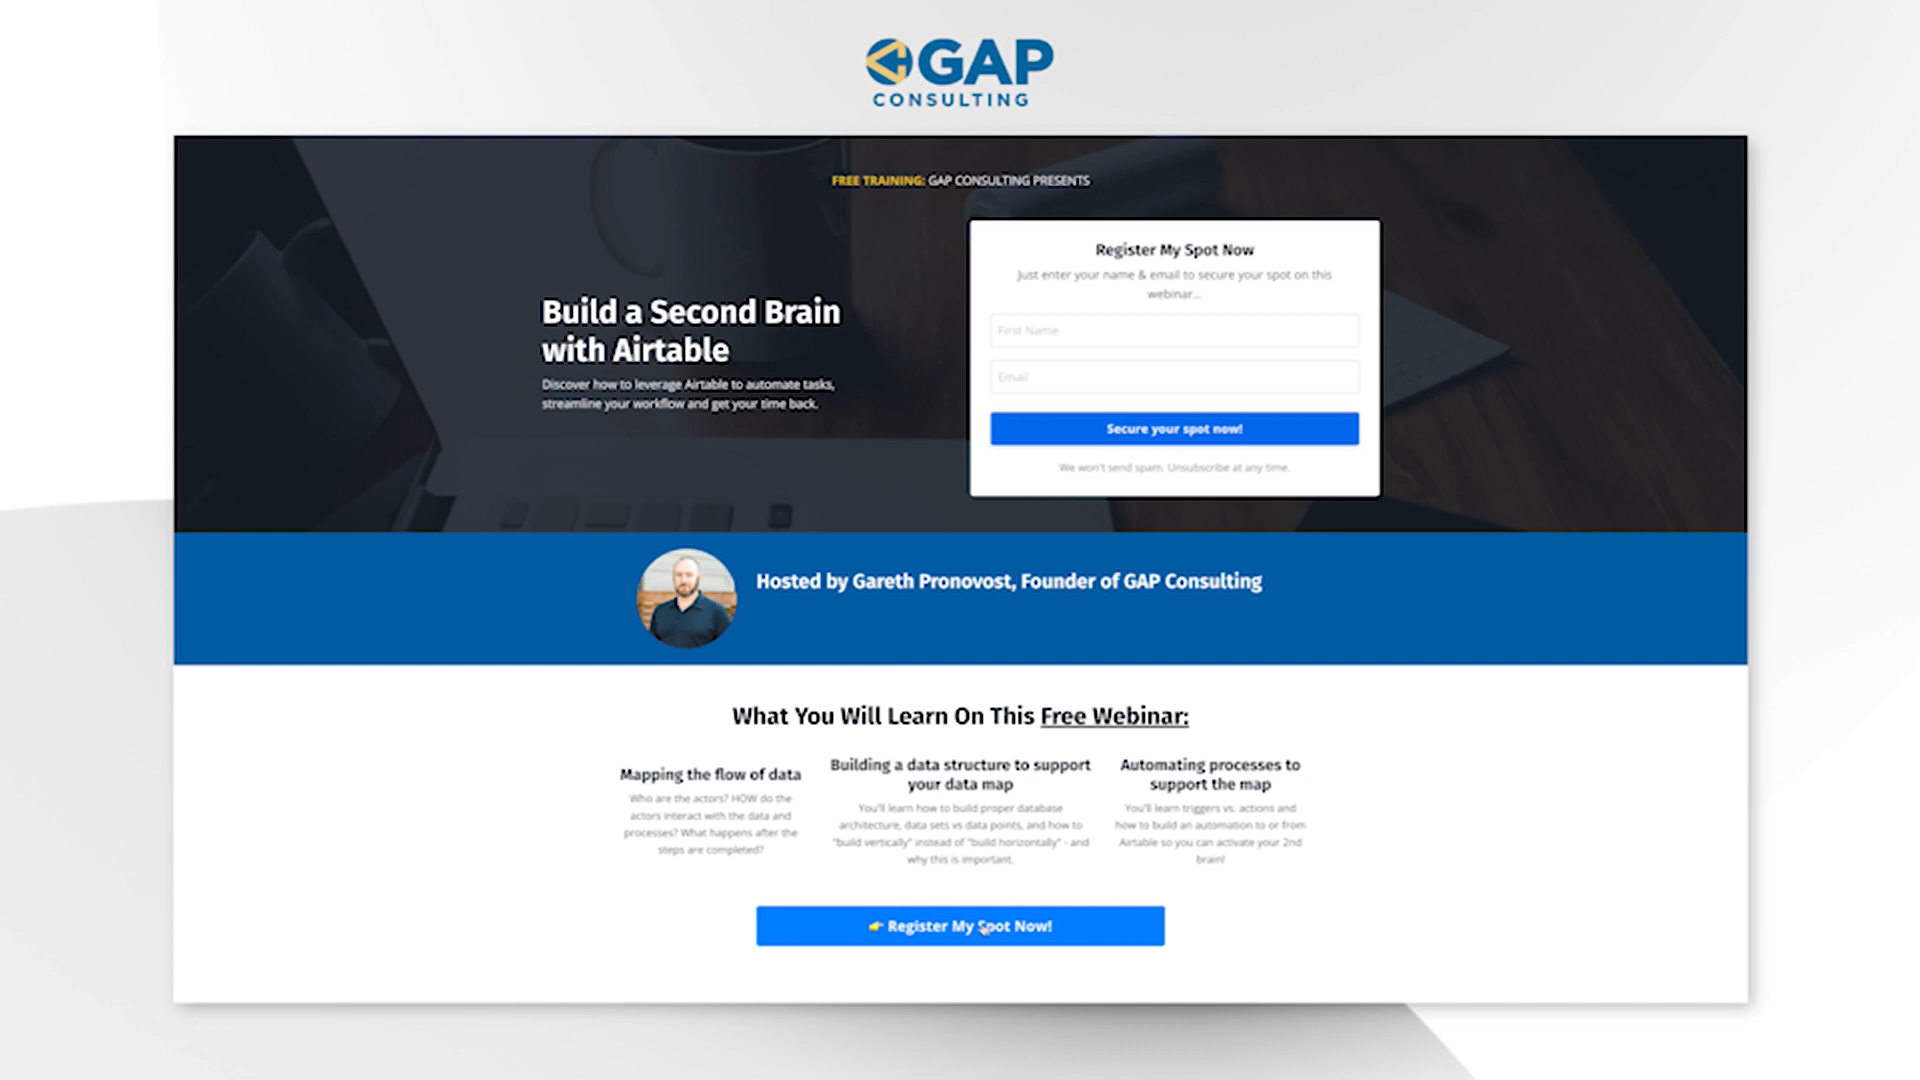 GAP
CONSULTING
FREE TRAINING: GAP CONSULTING PRESENTS
Build a Second Brain
with Airtable
Discover how to leverage Airtable to automate tasks,
streamline your workflow and get your time back.
Register My Spot Now
Just enter your name & email to secure your spot on this
webinar...
First Name
Email
Secure your spot now!
We won't send spam. Unsubscribe at any time.
Hosted by Gareth Pronovost, Founder of GAP Consulting
What You Will Learn On This Free Webinar:
Mapping the flow of data
Who are the actors? HOW do the
actors interact with the data and
processes? What happens after the
steps are completed?
Building a data structure to support
your data map
You'll learn how to build proper database
architecture, data sets vs data points, and how to
"build vertically" instead of "build horizontally" - and
why this is important.
Automating processes to
support the map
You'll learn triggers vs. actions and
how to build an automation to or from
Airtable so you can activate your 2nd
brain!
👉 Register My Spot Now!